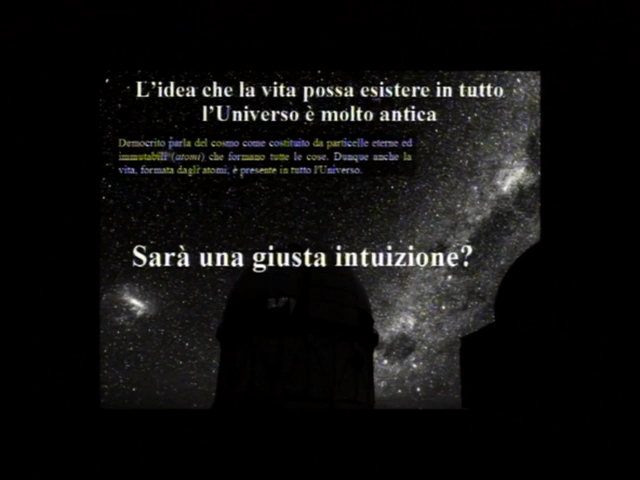 L'idea che la vita possa esistere in tutto
l'Universo è molto antica
Democrito parla del cosmo come costituito da particelle eterne ed
immutabili (atomi) che formano tutte le cose. Dunque anche la
vita, formata dagli atomi, è presente in tutto l'Universo.
Sarà una giusta intuizione?